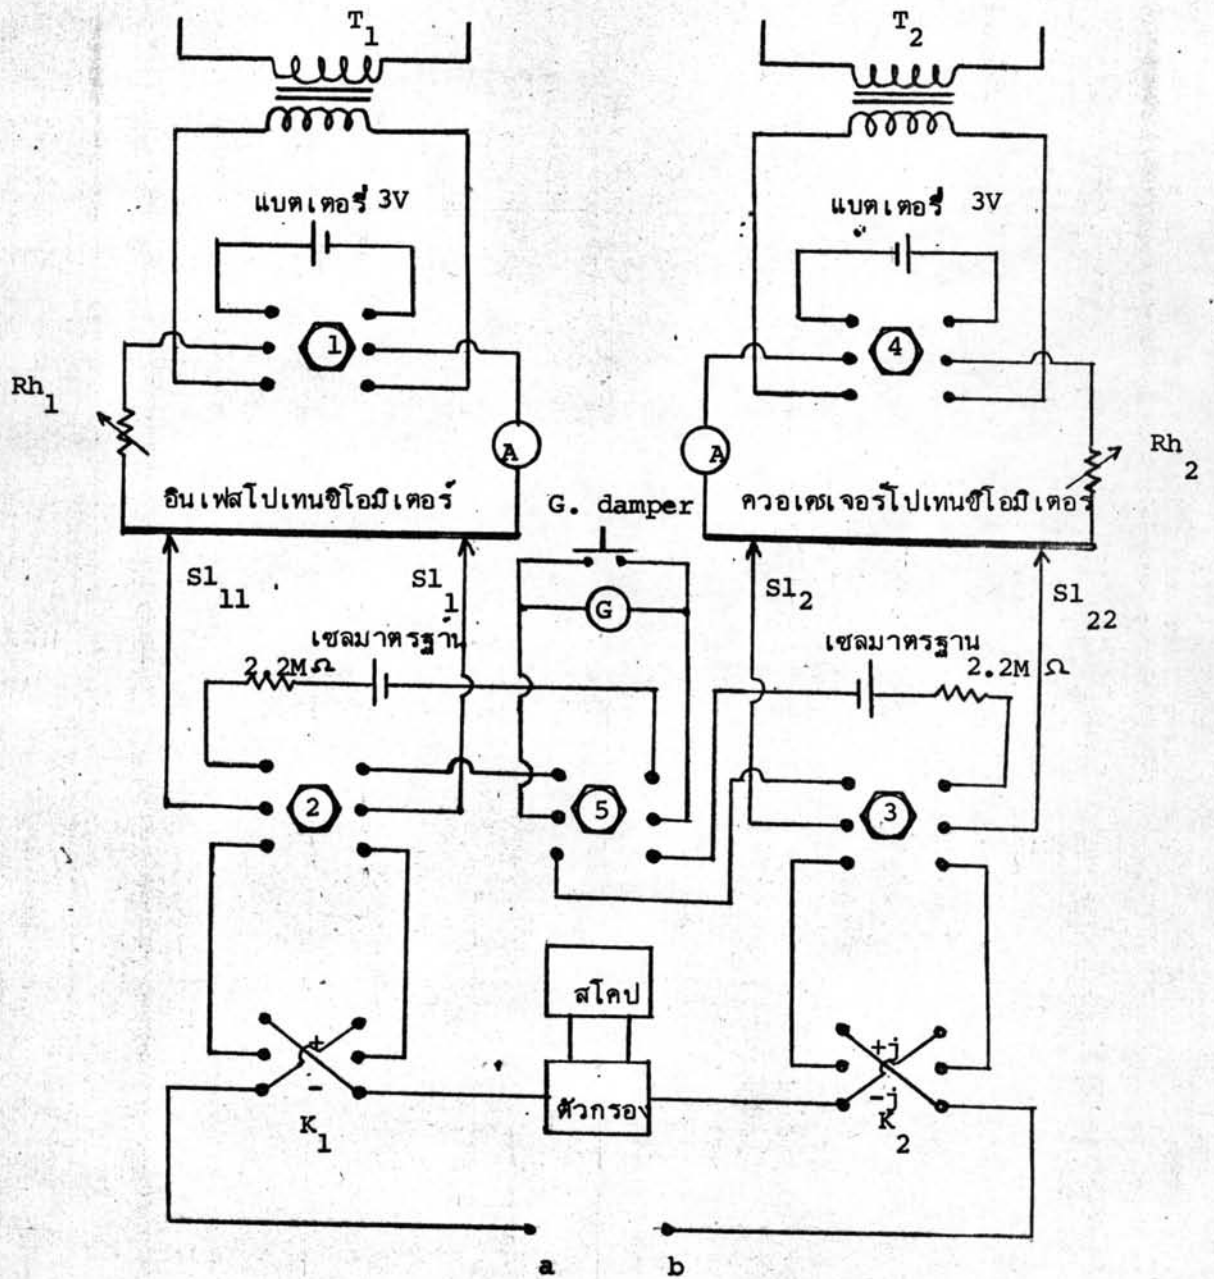 T1 T2
แบตเตอรี่ 3V แบตเตอรี่ 3V
1 4
Rh1 A A Rh2
อินเฟสโปเทนซิโอมิเตอร์ G. damper ควอเดรเจอร์โปเทนซิโอมิเตอร์
Sl11 Sl1 G Sl2 Sl22
เซลมาตรฐาน เซลมาตรฐาน
2.2MΩ 2.2MΩ
2 5 3
สโคป
+ +j
- ตัวกรอง -j
K1 K2
a b